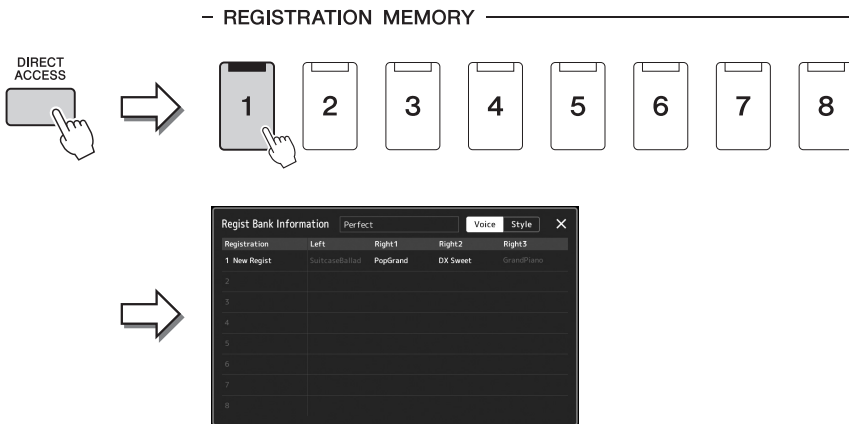 REGISTRATION MEMORY
DIRECT
ACCESS
1 2 3 4 5 6 7 8
Regist Bank Information Perfect Voice Style ×
Registration Left Right1 Right2 Right3
1 New Regist SuitcaseBallad PopGrand DX Sweet GrandPiano
2
3
4
5
6
7
8